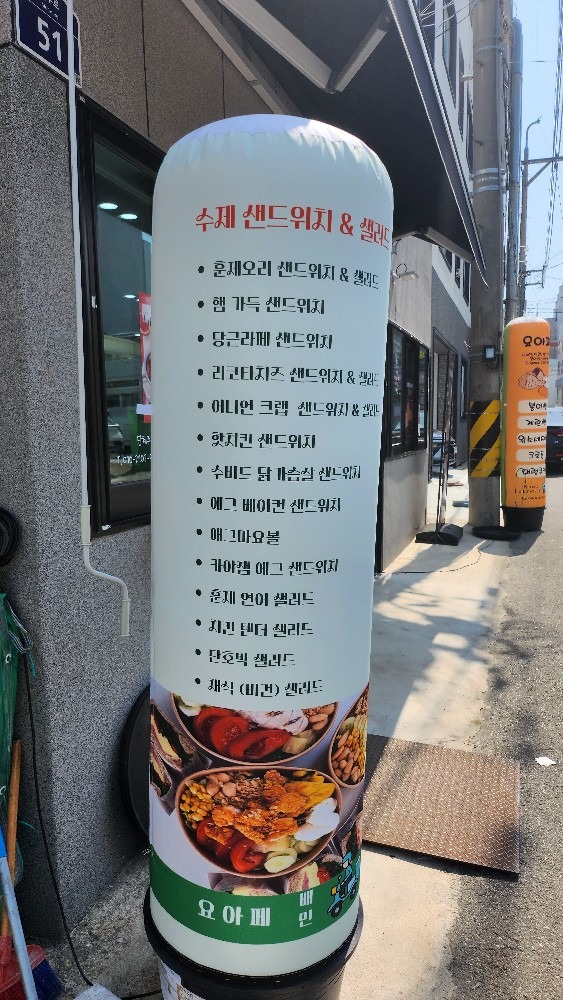 51
수제 샌드위치 & 샐러드
• 훈제오리 샌드위치 & 샐러드
• 햄 가득 샌드위치
• 당근라페 샌드위치
• 리코타치즈 샌드위치 & 샐러드
• 어니언 크랩 샌드위치 & 샐러드
• 핫치킨 샌드위치
• 수비드 닭 가슴살 샌드위치
• 에그 베이컨 샌드위치
• 애그마요볼
• 카야잼 에그 샌드위치
• 훈제 연어 샐러드
• 치킨 텐더 샐러드
• 단호박 샐러드
• 채식 (비건) 샐러드
요아페
배민
요아